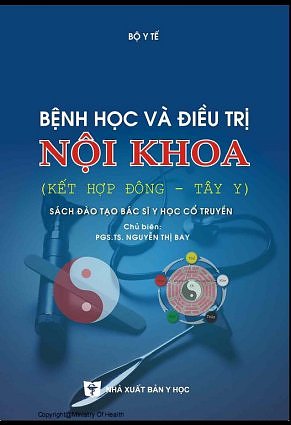 BỘ Y TẾ
BỆNH HỌC VÀ ĐIỀU TRỊ
NỘI KHOA
(KẾT HỢP ĐÔNG - TÂY Y)
SÁCH ĐÀO TẠO BÁC SĨ Y HỌC CỔ TRUYỀN
Chủ biên:
PGS.TS. NGUYỄN THỊ BAY
NHÀ XUẤT BẢN Y HỌC
Copyright@Ministry Of Health